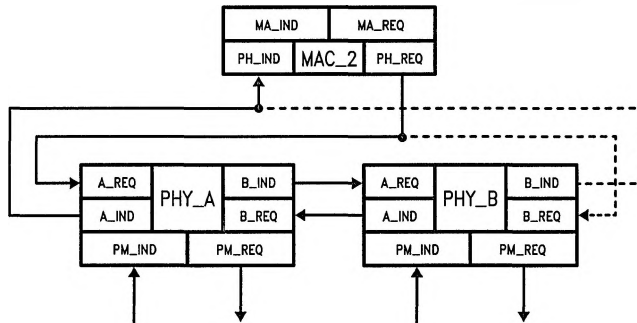 MA_IND MA_REQ
PH_IND MAC_2 PH_REQ
A_REQ PHY_A B_IND A_REQ PHY_B B_IND
A_IND B_REQ A_IND B_REQ
PM_IND PM_REQ PM_IND PM_REQ